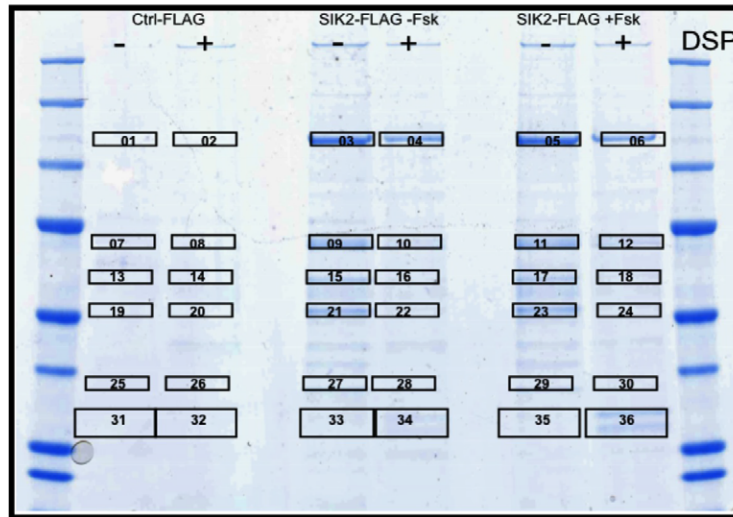 Ctrl-FLAG SIK2-FLAG -Fsk SIK2-FLAG +Fsk
- + - + - + DSP
01 02 03 04 05 06
07 08 09 10 11 12
13 14 15 16 17 18
19 20 21 22 23 24
25 26 27 28 29 30
31 32 33 34 35 36